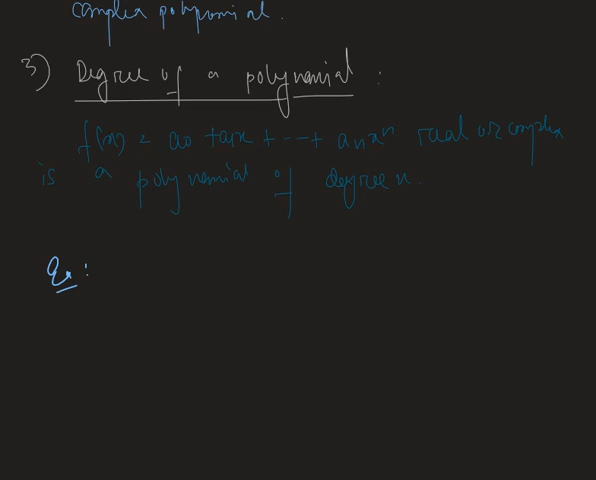 complex polynomial.
3) Degree of a polynomial :
f(x) = a0 + a1x + ... + anx^n real or complex
is a polynomial of degree n.
Ex :